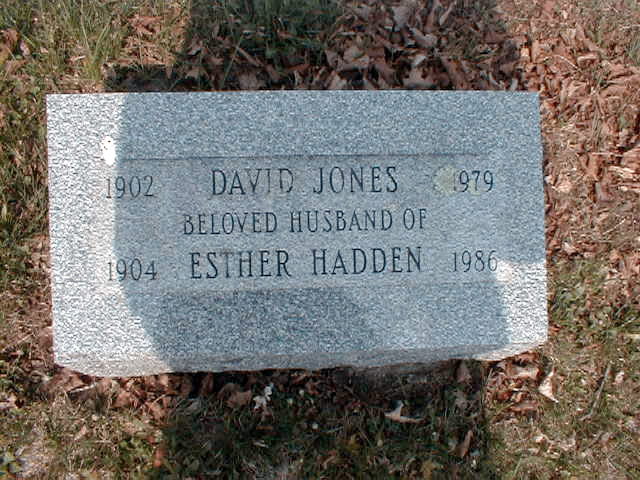 1902 DAVID JONES 1979
BELOVED HUSBAND OF
1904 ESTHER HADDEN 1986